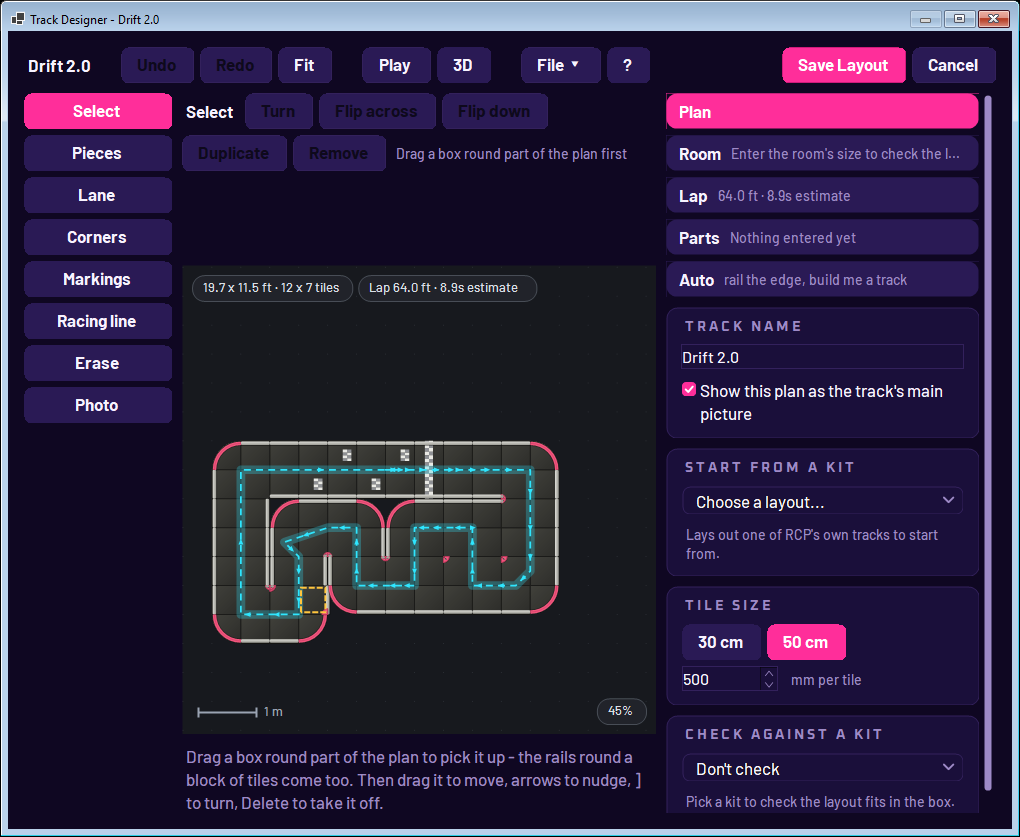 Track Designer - Drift 2.0
Drift 2.0
Undo
Redo
Fit
Play
3D
File
?
Save Layout
Cancel
Select
Pieces
Lane
Corners
Markings
Racing line
Erase
Photo
Select
Turn
Flip across
Flip down
Duplicate
Remove
Drag a box round part of the plan first
19.7 x 11.5 ft · 12 x 7 tiles
Lap 64.0 ft · 8.9s estimate
1 m
45%
Drag a box round part of the plan to pick it up - the rails round a
block of tiles come too. Then drag it to move, arrows to nudge, ]
to turn, Delete to take it off.
Plan
Room Enter the room's size to check the l...
Lap 64.0 ft · 8.9s estimate
Parts Nothing entered yet
Auto rail the edge, build me a track
TRACK NAME
Drift 2.0
Show this plan as the track's main
picture
START FROM A KIT
Choose a layout...
Lays out one of RCP's own tracks to start
from.
TILE SIZE
30 cm
50 cm
500
mm per tile
CHECK AGAINST A KIT
Don't check
Pick a kit to check the layout fits in the box.